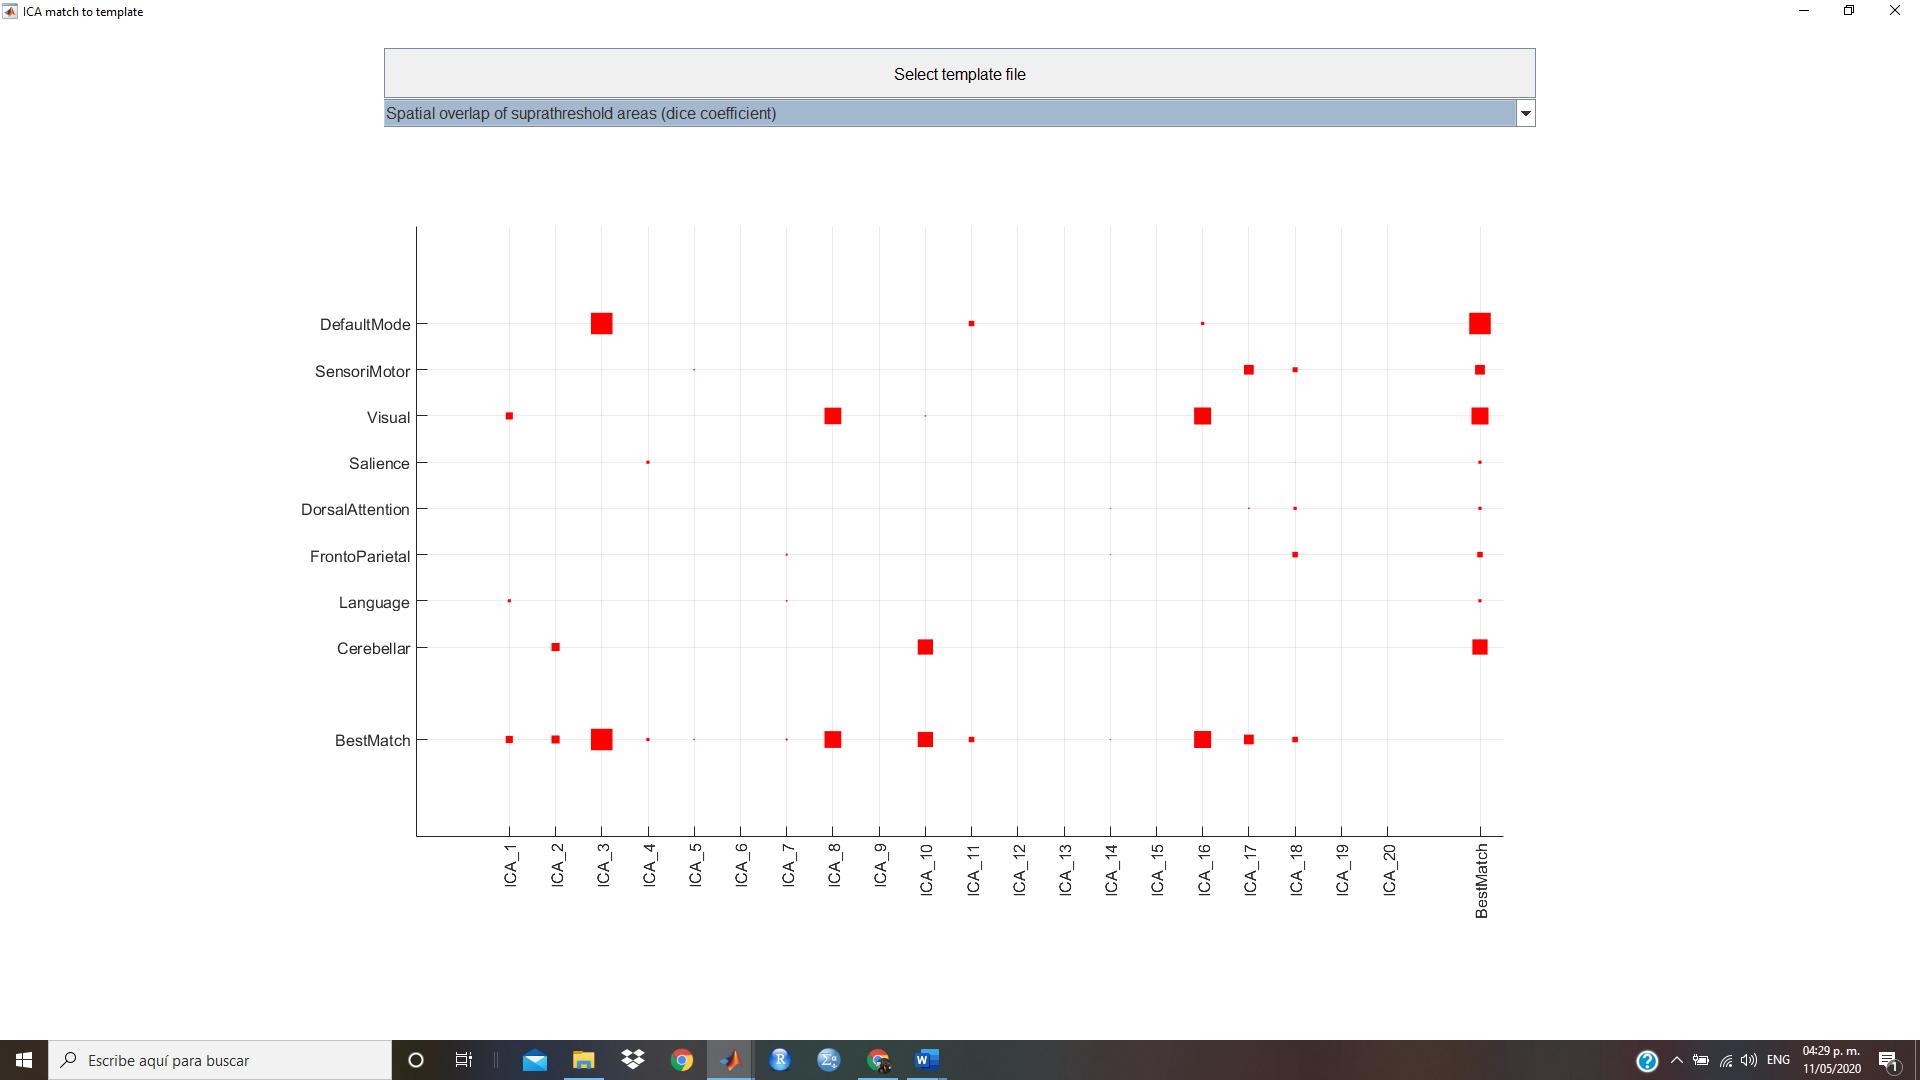 ICA match to template
Select template file
Spatial overlap of suprathreshold areas (dice coefficient)
DefaultMode
SensoriMotor
Visual
Salience
DorsalAttention
FrontoParietal
Language
Cerebellar
BestMatch
ICA_1
ICA_2
ICA_3
ICA_4
ICA_5
ICA_6
ICA_7
ICA_8
ICA_9
ICA_10
ICA_11
ICA_12
ICA_13
ICA_14
ICA_15
ICA_16
ICA_17
ICA_18
ICA_19
ICA_20
BestMatch
Escribe aquí para buscar
ENG
04:29 p. m.
11/05/2020
1